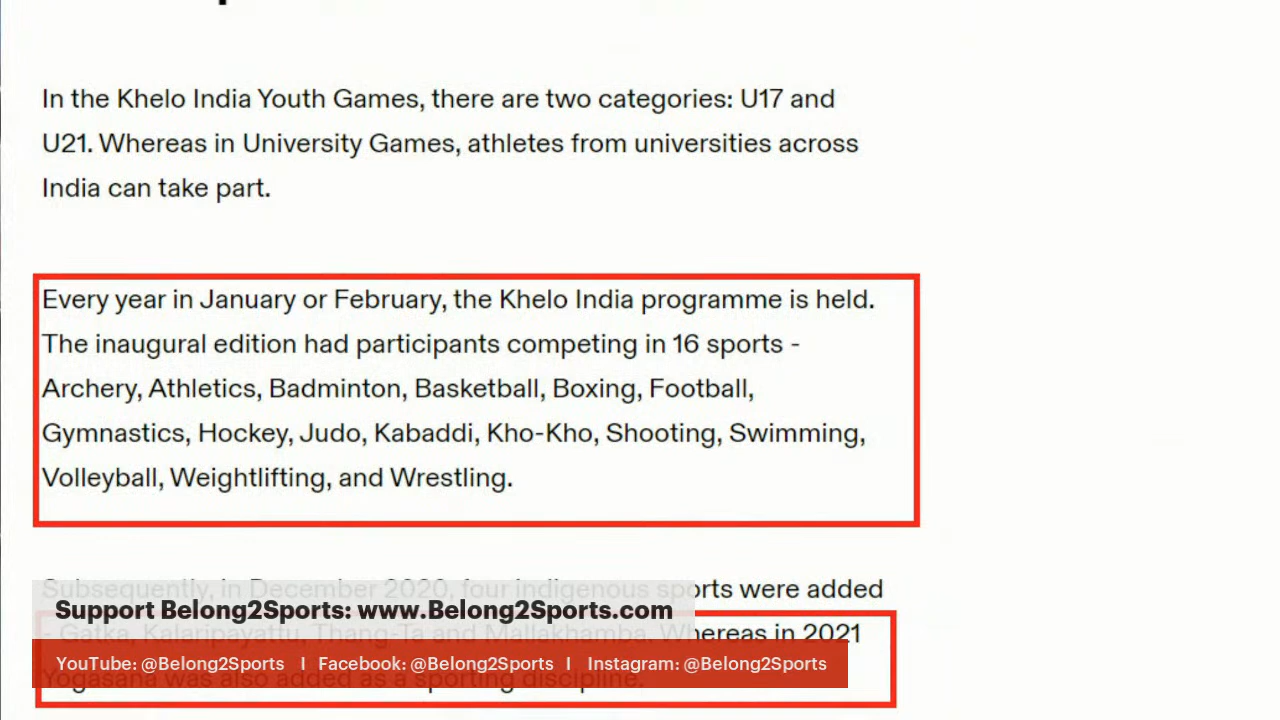 In the Khelo India Youth Games, there are two categories: U17 and
U21. Whereas in University Games, athletes from universities across
India can take part.
Every year in January or February, the Khelo India programme is held.
The inaugural edition had participants competing in 16 sports -
Archery, Athletics, Badminton, Basketball, Boxing, Football,
Gymnastics, Hockey, Judo, Kabaddi, Kho-Kho, Shooting, Swimming,
Volleyball, Weightlifting, and Wrestling.
Subsequently, in December 2020, four indigenous sports were added
Support Belong2Sports: www.Belong2Sports.com
- Gatka, Kalaripayattu, Thang-Ta and Mallakhamba. Whereas in 2021
YouTube: @Belong2Sports I Facebook: @Belong2Sports I Instagram: @Belong2Sports
Yogasana was also added as a sporting discipline.